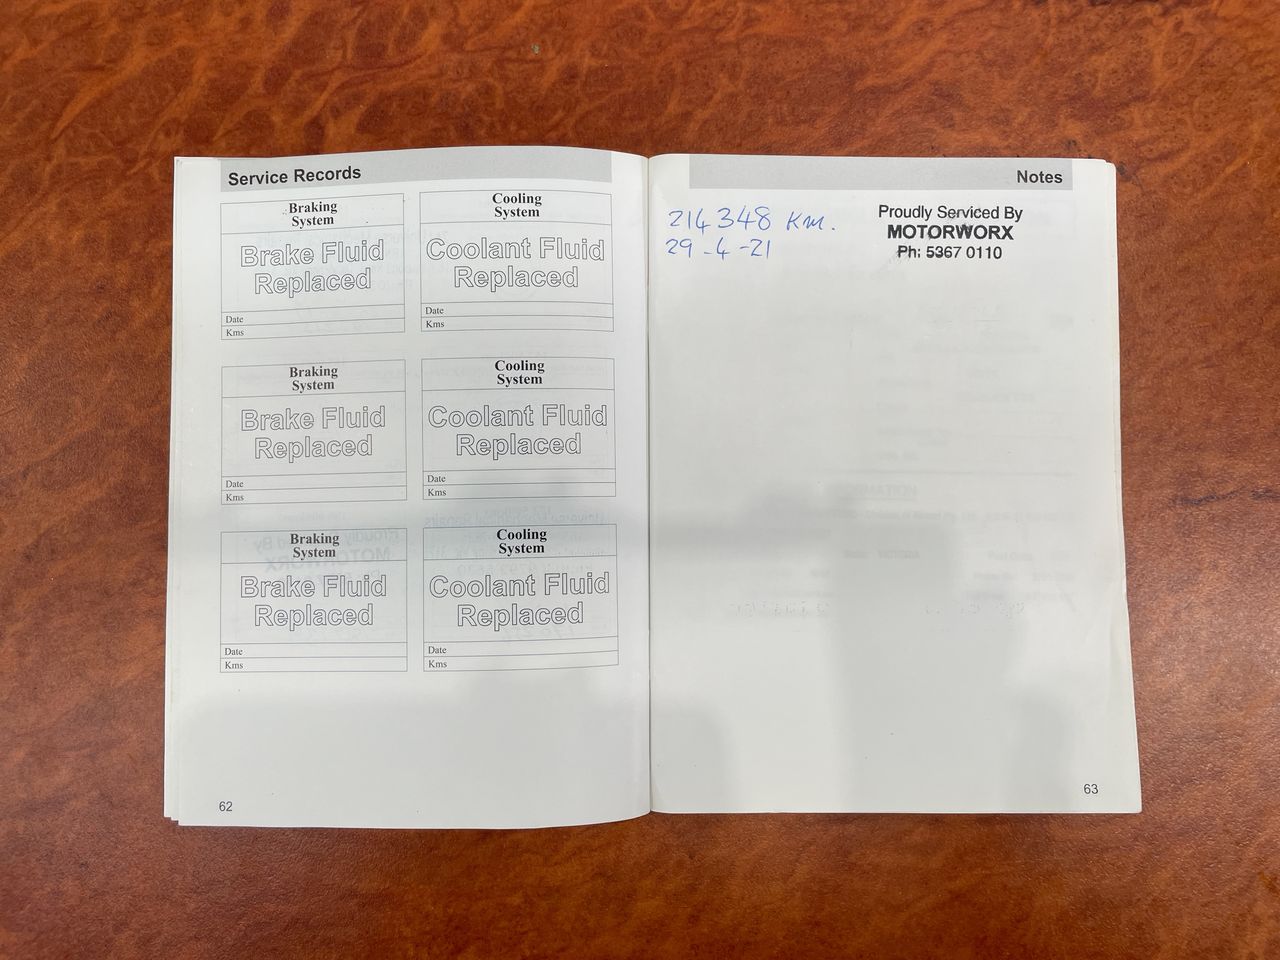 Service Records
Braking
System
Brake Fluid
Replaced
Date
Kms
Cooling
System
Coolant Fluid
Replaced
Date
Kms
Braking
System
Brake Fluid
Replaced
Date
Kms
Cooling
System
Coolant Fluid
Replaced
Date
Kms
Braking
System
Brake Fluid
Replaced
Date
Kms
Cooling
System
Coolant Fluid
Replaced
Date
Kms
62
Notes
214348 Km.
29-4-21
Proudly Serviced By
MOTORWORX
Ph: 5367 0110
63